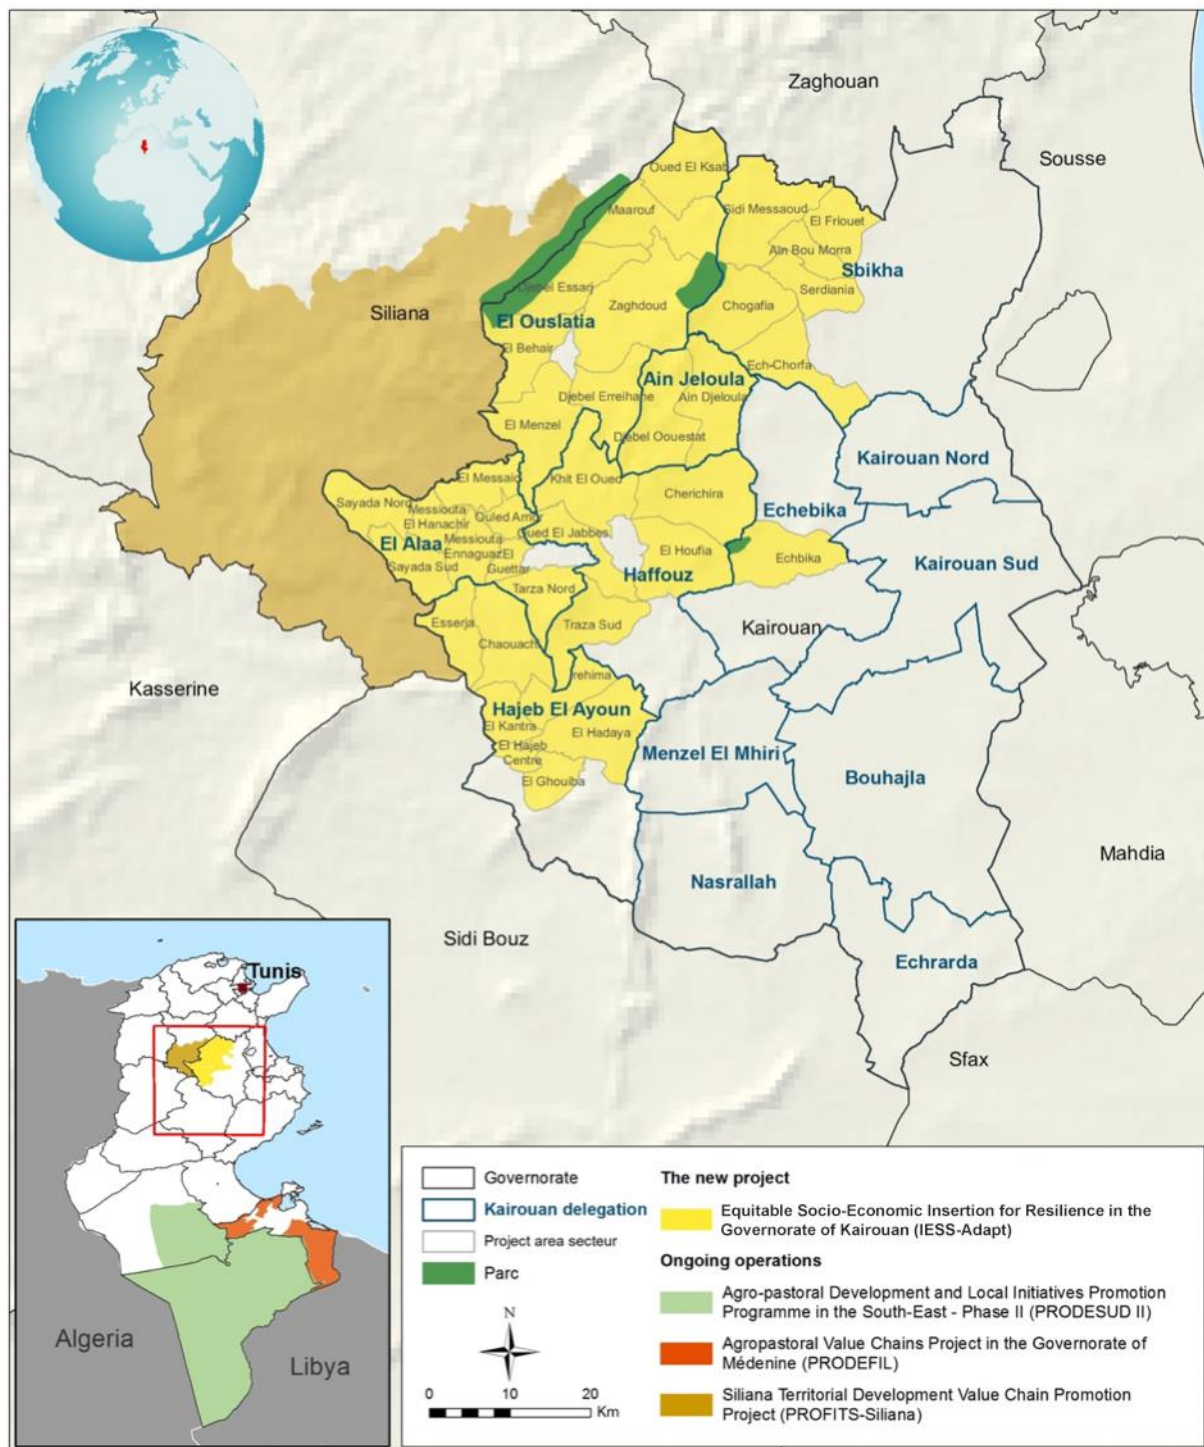 Zaghouan
Sousse
Oued El Ksab
Maarouf
Sidi Messaoud
El Friouet
Ain Bou Morra
Sbikha
Djebel Essarj
Serdiania
Siliana
Zaghdoud
Chogafia
El Ouslatia
El Behair
Ech-Chorfa
Ain Jeloula
Djebel Erreihane
Ain Djeloula
El Menzel
Djebel Oouestat
Kairouan Nord
El Messaid
Khit El Oued
Cherichira
Sayada Nord
Messiouta
El Hanachir
Ouled Amor
Echebika
El Alaa
Messiouta
Ennaguaz
Oued El Jabbes
El Houfia
Echbika
Kairouan Sud
Sayada Sud
El
Guettar
Haffouz
Tarza Nord
Esserja
Traza Sud
Kairouan
Chaouachi
Kasserine
rehima
Hajeb El Ayoun
El Kantra
El Hadaya
El Hajeb
Centre
Menzel El Mhiri
El Ghouiba
Bouhajla
Mahdia
Nasrallah
Sidi Bouz
Echrarda
Sfax
Tunis
Algeria
Libya
Governorate
Kairouan delegation
Project area secteur
Parc
N
0 10 20
Km
The new project
Equitable Socio-Economic Insertion for Resilience in the
Governorate of Kairouan (IESS-Adapt)
Ongoing operations
Agro-pastoral Development and Local Initiatives Promotion
Programme in the South-East - Phase II (PRODESUD II)
Agropastoral Value Chains Project in the Governorate of
Médenine (PRODEFIL)
Siliana Territorial Development Value Chain Promotion
Project (PROFITS-Siliana)